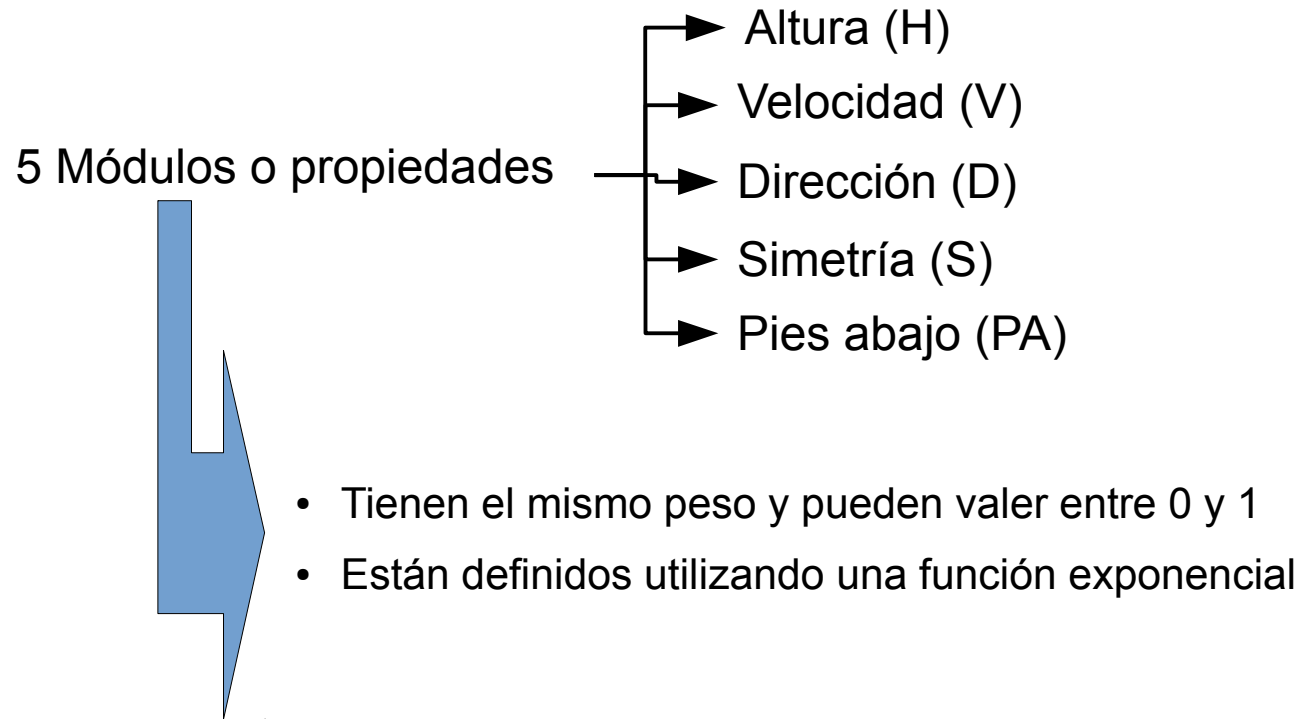 5 Módulos o propiedades
Altura (H)
Velocidad (V)
Dirección (D)
Simetría (S)
Pies abajo (PA)
• Tienen el mismo peso y pueden valer entre 0 y 1
• Están definidos utilizando una función exponencial